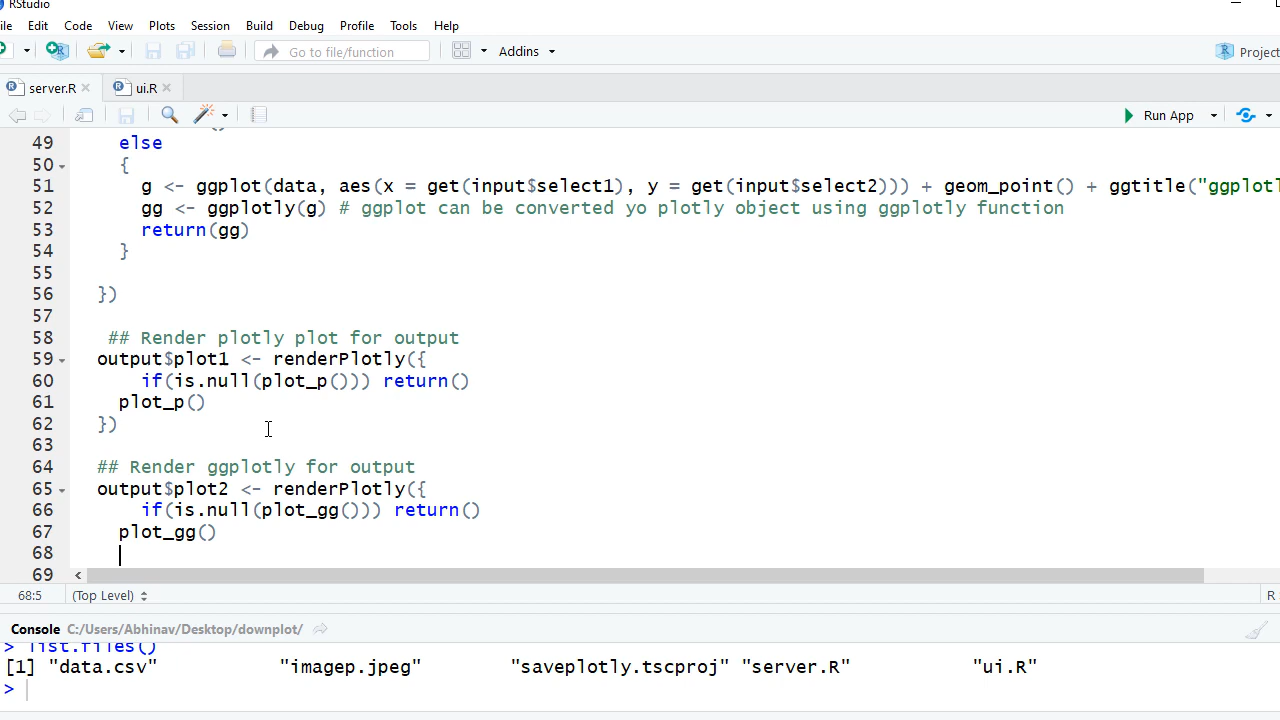 RStudio
ile Edit Code View Plots Session Build Debug Profile Tools Help
Go to file/function Addins Project
server.R ui.R
Run App
49 else
50 {
51 g <- ggplot(data, aes(x = get(input$select1), y = get(input$select2))) + geom_point() + ggtitle("ggplotl
52 gg <- ggplotly(g) # ggplot can be converted yo plotly object using ggplotly function
53 return(gg)
54 }
55
56 })
57
58 ## Render plotly plot for output
59 output$plot1 <- renderPlotly({
60 if(is.null(plot_p())) return()
61 plot_p()
62 })
63
64 ## Render ggplotly for output
65 output$plot2 <- renderPlotly({
66 if(is.null(plot_gg())) return()
67 plot_gg()
68
69
68:5 (Top Level) R
Console C:/Users/Abhinav/Desktop/downplot/
> list.files()
[1] "data.csv" "imagep.jpeg" "saveplotly.tscproj" "server.R" "ui.R"
>